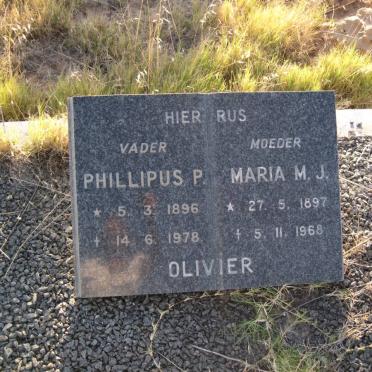 HIER RUS
VADER MOEDER
PHILLIPUS P. MARIA M. J.
★ 5. 3. 1896 ★ 27. 5. 1897
† 14. 6. 1978 † 5. 11. 1968
OLIVIER